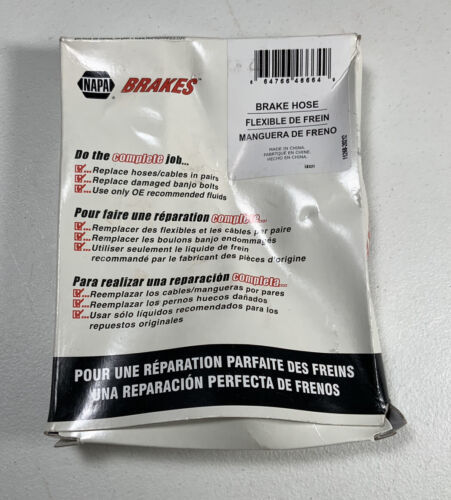 NAPA
BRAKES™
BRAKE HOSE
FLEXIBLE DE FREIN
MANGUERA DE FRENO
MADE IN CHINA
FABRIQUÉ EN CHINE.
HECHO EN CHINA.
Do the complete job...
...Replace hoses/cables in pairs
...Replace damaged banjo bolts
...Use only OE recommended fluids
Pour faire une réparation complète...
...Remplacer des flexibles et les câbles par paire
...Remplacer les boulons banjo endommagés
...Utiliser seulement le liquide de frein
recommandé par le fabricant des pièces d'origine
Para realizar una reparación completa...
...Reemplazar los cables/mangueras por pares
...Reemplazar los pernos huecos dañados
...Usar sólo líquidos recomendados para los
repuestos originales
POUR UNE RÉPARATION PARFAITE DES FREINS
UNA REPARACIÓN PERFECTA DE FRENOS